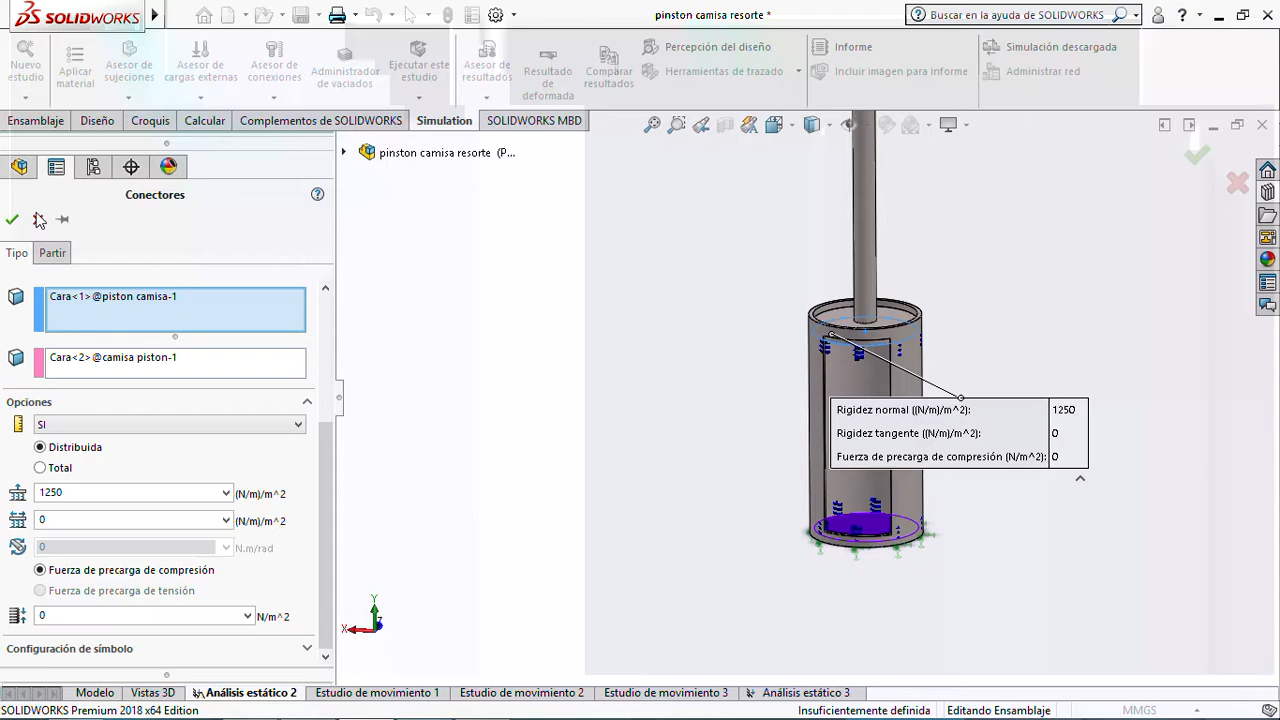 SOLIDWORKS
pinston camisa resorte *
Buscar en la ayuda de SOLIDWORKS
?
Nuevo estudio
Aplicar material
Asesor de sujeciones
Asesor de cargas externas
Asesor de conexiones
Administrador de vaciados
Ejecutar este estudio
Asesor de resultados
Resultado de deformada
Comparar resultados
Percepción del diseño
Herramientas de trazado
Informe
Incluir imagen para informe
Simulación descargada
Administrar red
Ensamblaje
Diseño
Croquis
Calcular
Complementos de SOLIDWORKS
Simulation
SOLIDWORKS MBD
pinston camisa resorte (P...
Conectores
?
Tipo
Partir
Cara<1>@piston camisa-1
Cara<2>@camisa piston-1
Opciones
SI
Distribuida
Total
1250 (N/m)/m^2
0 (N/m)/m^2
0 N.m/rad
Fuerza de precarga de compresión
Fuerza de precarga de tensión
0 N/m^2
Configuración de símbolo
Rigidez normal ((N/m)/m^2): 1250
Rigidez tangente ((N/m)/m^2): 0
Fuerza de precarga de compresión (N/m^2): 0
Y
X
Z
Modelo
Vistas 3D
Análisis estático 2
Estudio de movimiento 1
Estudio de movimiento 2
Estudio de movimiento 3
Análisis estático 3
SOLIDWORKS Premium 2018 x64 Edition
Insuficientemente definida
Editando Ensamblaje
MMGS